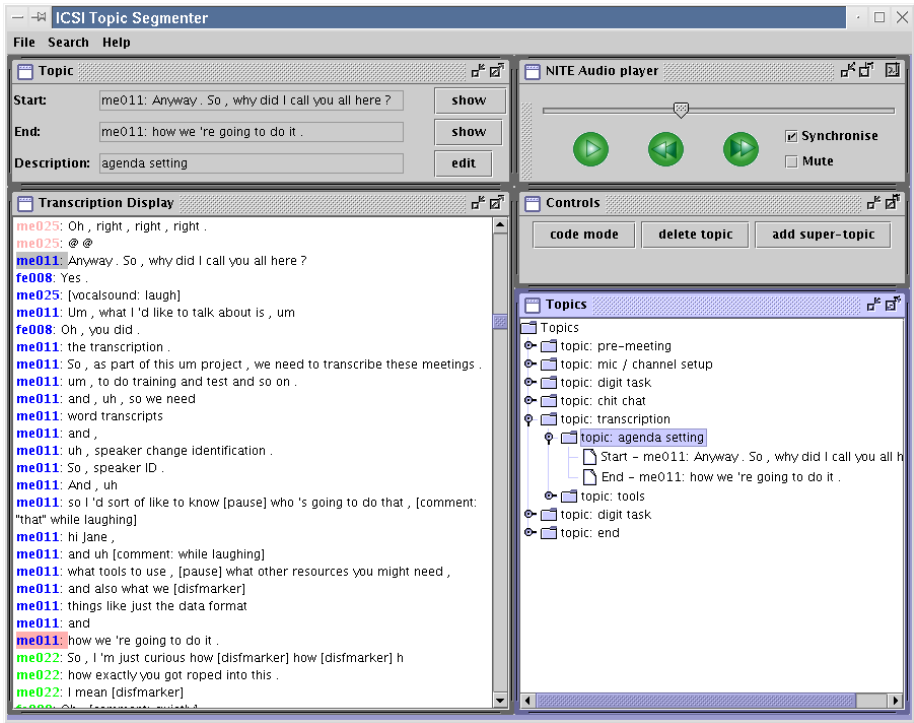 ICSI Topic Segmenter
File Search Help
Topic
Start: me011: Anyway . So , why did I call you all here ? show
End: me011: how we 're going to do it . show
Description: agenda setting edit
NITE Audio player
Synchronise
Mute
Transcription Display
me025: Oh , right , right , right .
me025: @ @
me011: Anyway . So , why did I call you all here ?
fe008: Yes .
me025: [vocalsound: laugh]
me011: Um , what I 'd like to talk about is , um
fe008: Oh , you did .
me011: the transcription .
me011: So , as part of this um project , we need to transcribe these meetings .
me011: um , to do training and test and so on .
me011: and , uh , so we need
me011: word transcripts
me011: and ,
me011: uh , speaker change identification .
me011: So , speaker ID .
me011: And , uh
me011: so I 'd sort of like to know [pause] who 's going to do that , [comment:
"that" while laughing]
me011: hi Jane ,
me011: and uh [comment: while laughing]
me011: what tools to use , [pause] what other resources you might need ,
me011: and also what we [disfmarker]
me011: things like just the data format
me011: and
me011: how we 're going to do it .
me022: So , I 'm just curious how [disfmarker] how [disfmarker] h
me022: how exactly you got roped into this .
me022: I mean [disfmarker]
Controls
code mode delete topic add super-topic
Topics
Topics
topic: pre-meeting
topic: mic / channel setup
topic: digit task
topic: chit chat
topic: transcription
topic: agenda setting
Start - me011: Anyway . So , why did I call you all h
End - me011: how we 're going to do it .
topic: tools
topic: digit task
topic: end